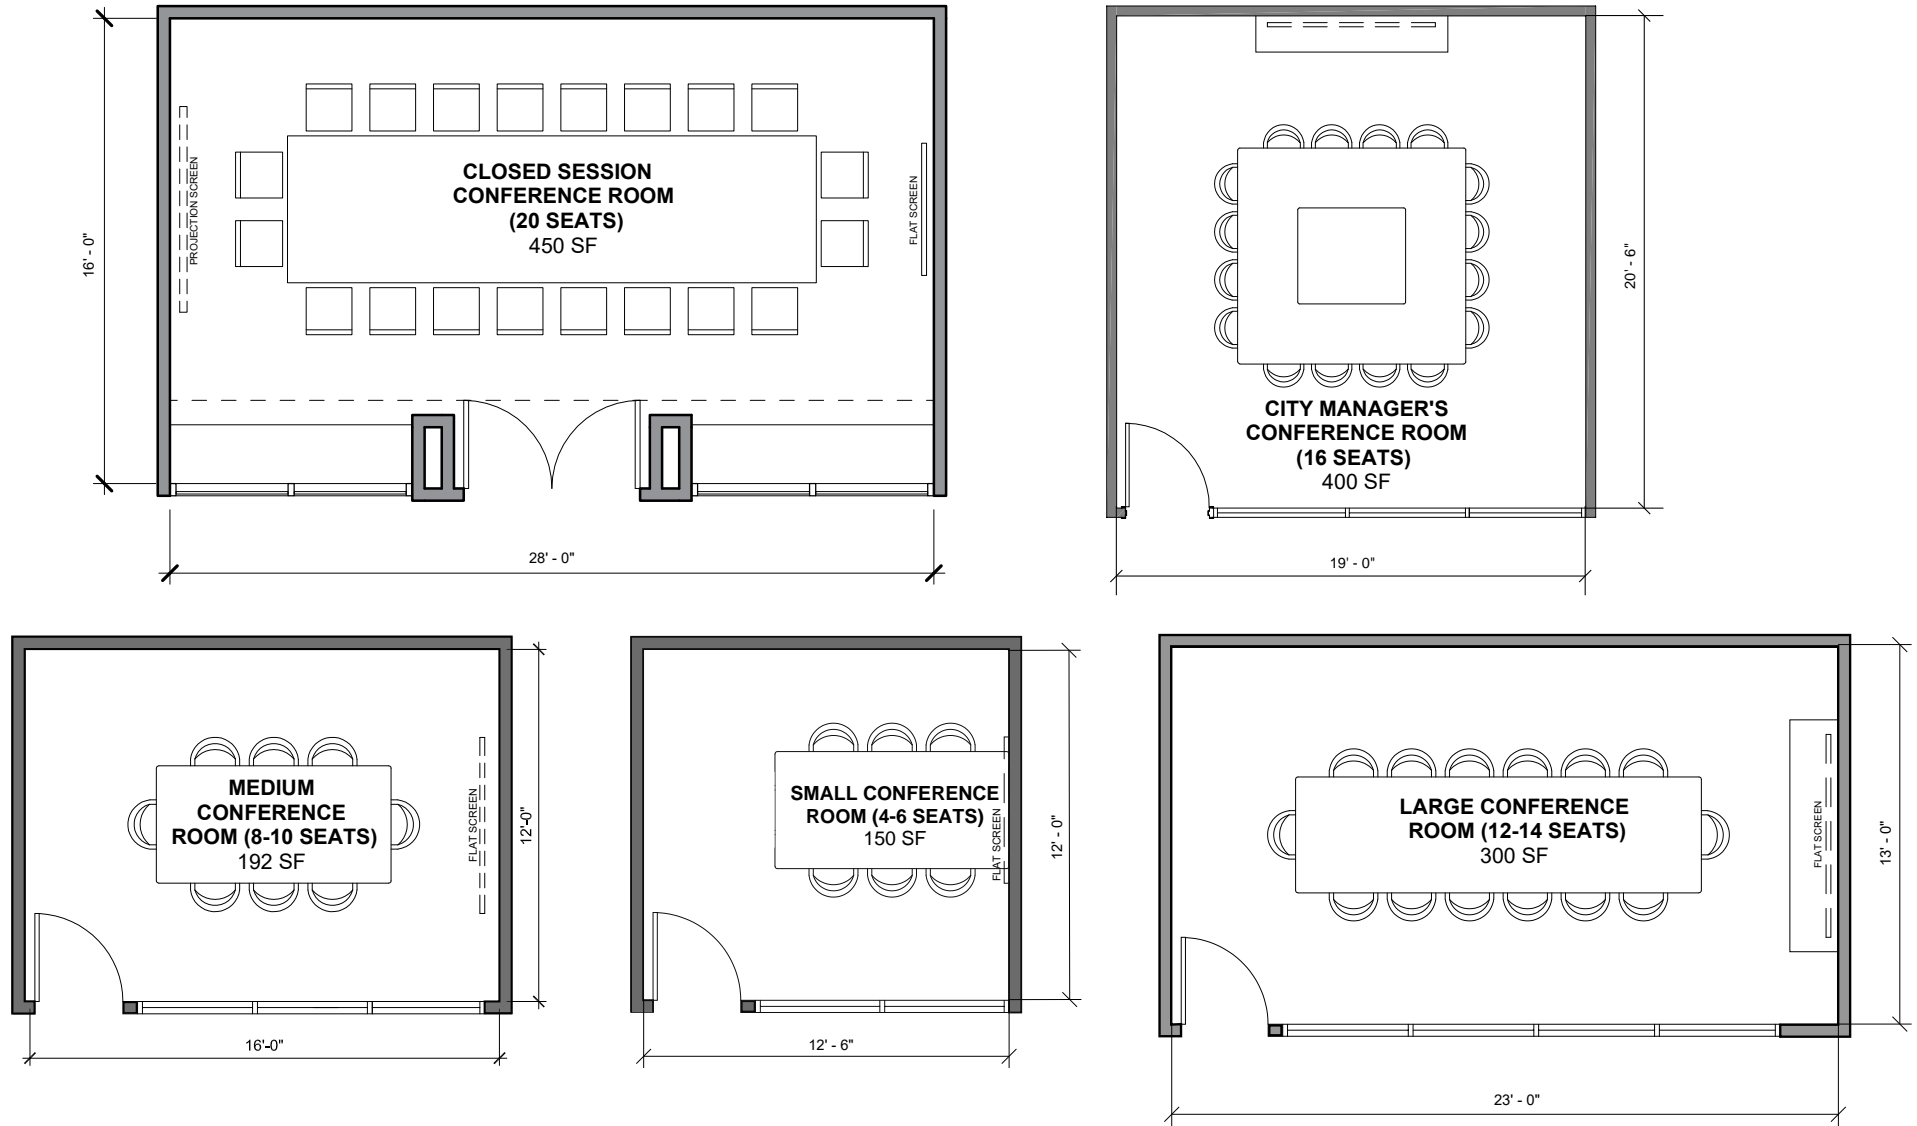 16' - 0"
PROJECTION SCREEN
CLOSED SESSION
CONFERENCE ROOM
(20 SEATS)
450 SF
FLAT SCREEN
28' - 0"
20' - 6"
CITY MANAGER'S
CONFERENCE ROOM
(16 SEATS)
400 SF
19' - 0"
MEDIUM
CONFERENCE
ROOM (8-10 SEATS)
192 SF
FLAT SCREEN
12'-0"
16'-0"
SMALL CONFERENCE
ROOM (4-6 SEATS)
150 SF
FLAT SCREEN
12' - 0"
12' - 6"
LARGE CONFERENCE
ROOM (12-14 SEATS)
300 SF
FLAT SCREEN
13' - 0"
23' - 0"